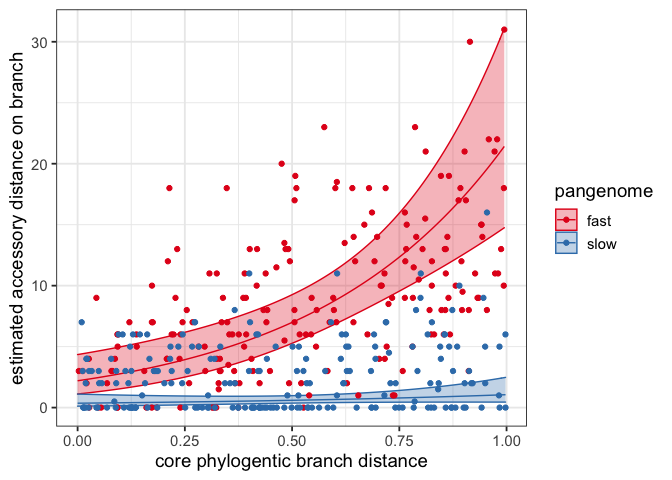 estimated accessory distance on branch
30
20
10
0
0.00 0.25 0.50 0.75 1.00
core phylogentic branch distance
pangenome
fast
slow